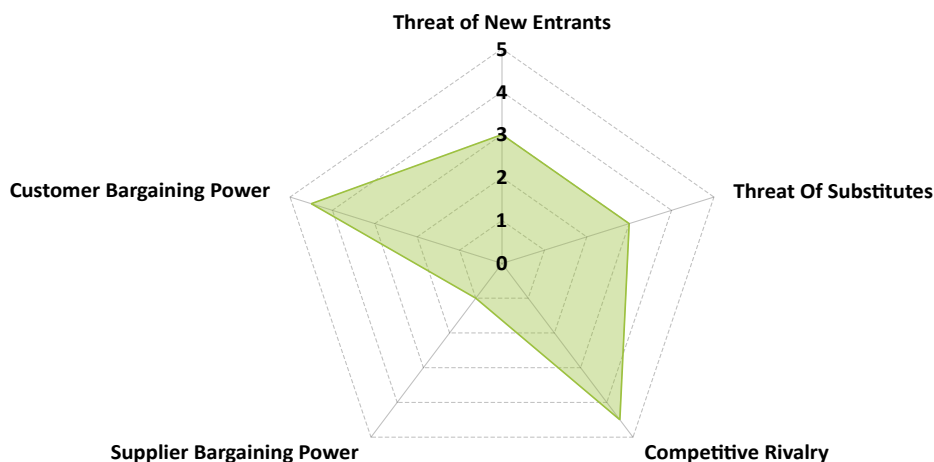 Threat of New Entrants
5
4
3
Customer Bargaining Power
Threat Of Substitutes
2
1
0
Supplier Bargaining Power
Competitive Rivalry